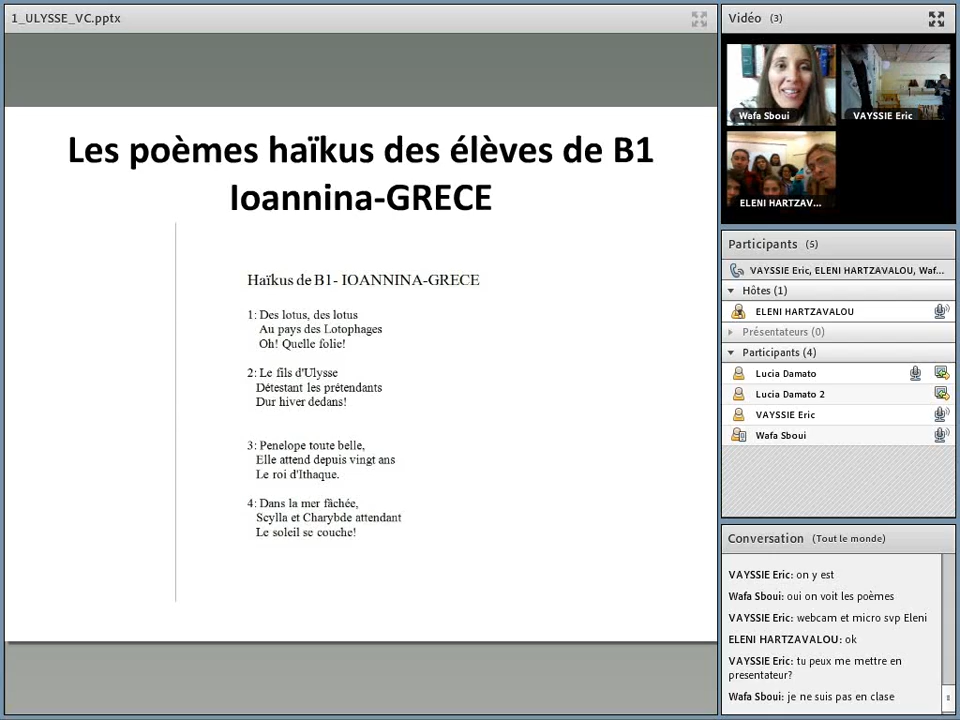 1_ULYSSE_VC.pptx
Les poèmes haïkus des élèves de B1
Ioannina-GRECE
Haïkus de B1- IOANNINA-GRECE
1: Des lotus, des lotus
Au pays des Lotophages
Oh! Quelle folie!
2: Le fils d'Ulysse
Détestant les prétendants
Dur hiver dedans!
3: Penelope toute belle,
Elle attend depuis vingt ans
Le roi d'Ithaque.
4: Dans la mer fâchée,
Scylla et Charybde attendant
Le soleil se couche!
Vidéo (3)
Wafa Sboui
VAYSSIE Eric
ELENI HARTZAV...
Participants (5)
VAYSSIE Eric, ELENI HARTZAVALOU, Waf...
Hôtes (1)
ELENI HARTZAVALOU
Présentateurs (0)
Participants (4)
Lucia Damato
Lucia Damato 2
VAYSSIE Eric
Wafa Sboui
Conversation (Tout le monde)
VAYSSIE Eric: on y est
Wafa Sboui: oui on voit les poèmes
VAYSSIE Eric: webcam et micro svp Eleni
ELENI HARTZAVALOU: ok
VAYSSIE Eric: tu peux me mettre en
presentateur?
Wafa Sboui: je ne suis pas en clase